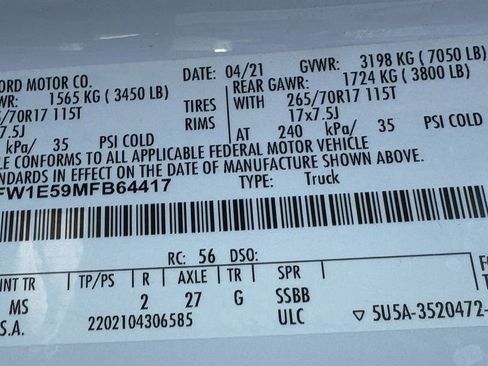 ORD MOTOR CO. DATE: 04/21 GVWR: 3198 KG ( 7050 LB)
WR: 1565 KG ( 3450 LB) REAR GAWR: 1724 KG ( 3800 LB)
/70R17 115T TIRES WITH 265/70R17 115T
7.5J RIMS 17x7.5J
kPa/ 35 PSI COLD AT 240 kPa/ 35 PSI COLD
LE CONFORMS TO ALL APPLICABLE FEDERAL MOTOR VEHICLE
STANDARDS IN EFFECT ON THE DATE OF MANUFACTURE SHOWN ABOVE.
FW1E59MFB64417 TYPE: Truck
RC: 56 DSO:
INT TR TP/PS R AXLE TR SPR
MS 2 27 G SSBB
S.A. 2202104306585 ULC ▽ 5U5A-3520472-